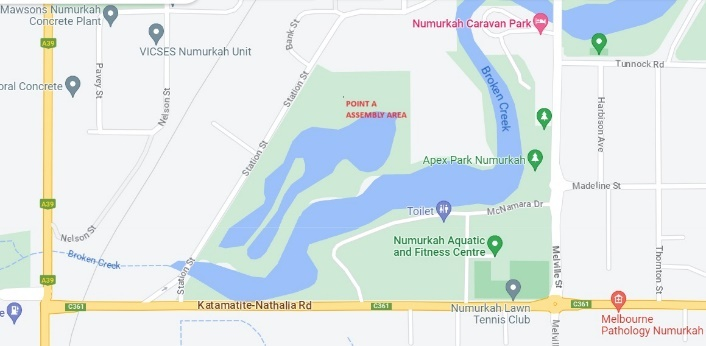 Mawsons Numurkah
Concrete Plant
A39
VICSES Numurkah Unit
Bank St
Numurkah Caravan Park
Tunnock Rd
Pavey St
Nelson St
Station St
Broken Creek
oral Concrete
POINT A
ASSEMBLY AREA
Harbison Ave
Station St
Apex Park Numurkah
Madeline St
A39
Toilet
McNamara Dr
Nelson St
Broken Creek
Numurkah Aquatic
and Fitness Centre
Station St
Melville St
Thornton St
A39
C361
Katamatite-Nathalia Rd
C361
C361
Numurkah Lawn
Tennis Club
Melbourne
Pathology Numurkah
Melvil
e